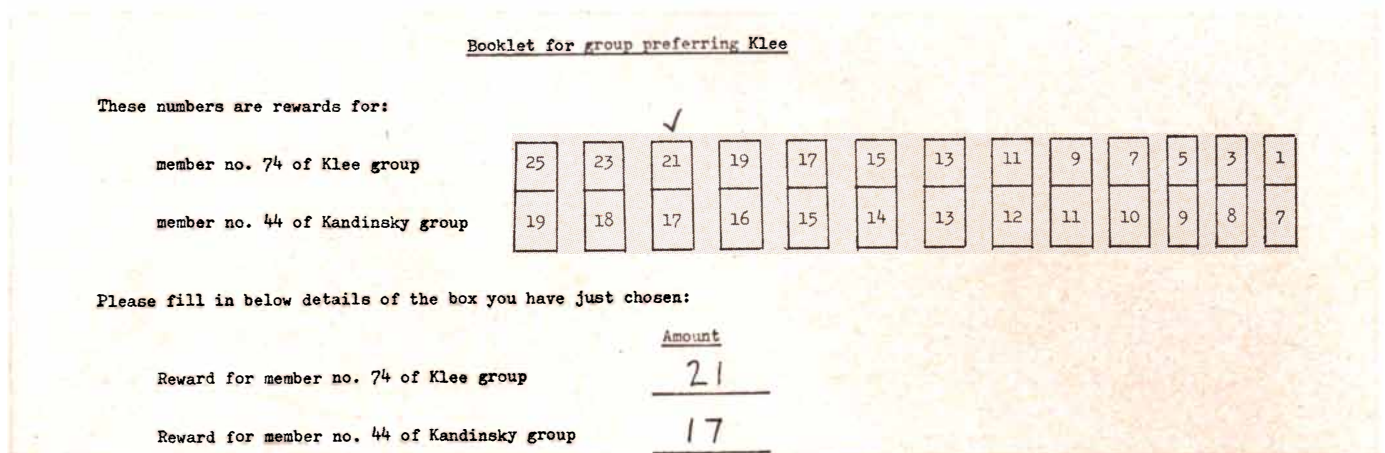 Booklet for group preferring Klee
These numbers are rewards for:
member no. 74 of Klee group 25 23 21 19 17 15 13 11 9 7 5 3 1
member no. 44 of Kandinsky group 19 18 17 16 15 14 13 12 11 10 9 8 7
Please fill in below details of the box you have just chosen:
Amount
Reward for member no. 74 of Klee group 21
Reward for member no. 44 of Kandinsky group 17